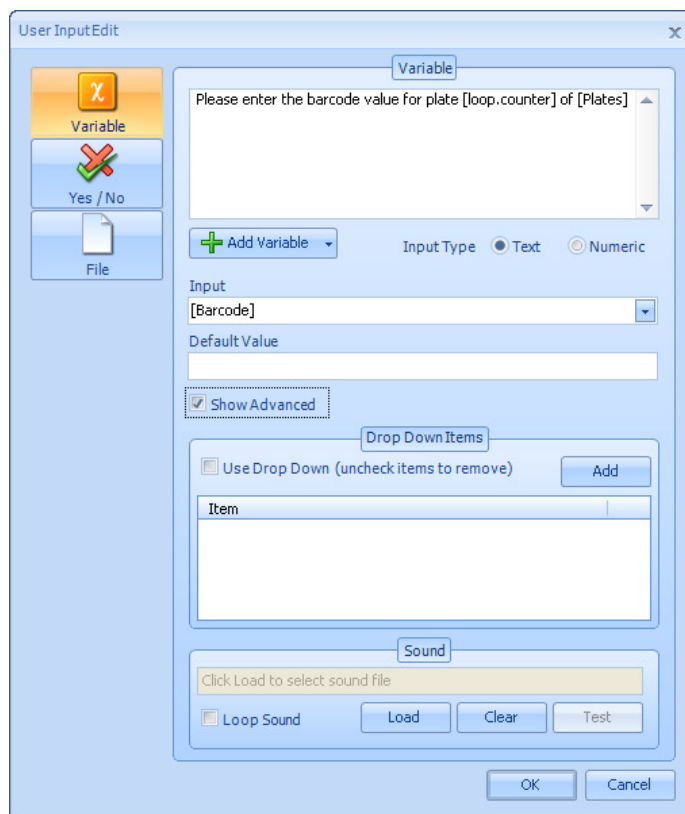 User Input Edit
Variable
Variable
Please enter the barcode value for plate [loop.counter] of [Plates]
Yes / No
File
Add Variable
Input Type
Text
Numeric
Input
[Barcode]
Default Value
Show Advanced
Drop Down Items
Use Drop Down (uncheck items to remove)
Add
Item
Sound
Click Load to select sound file
Loop Sound
Load
Clear
Test
OK
Cancel